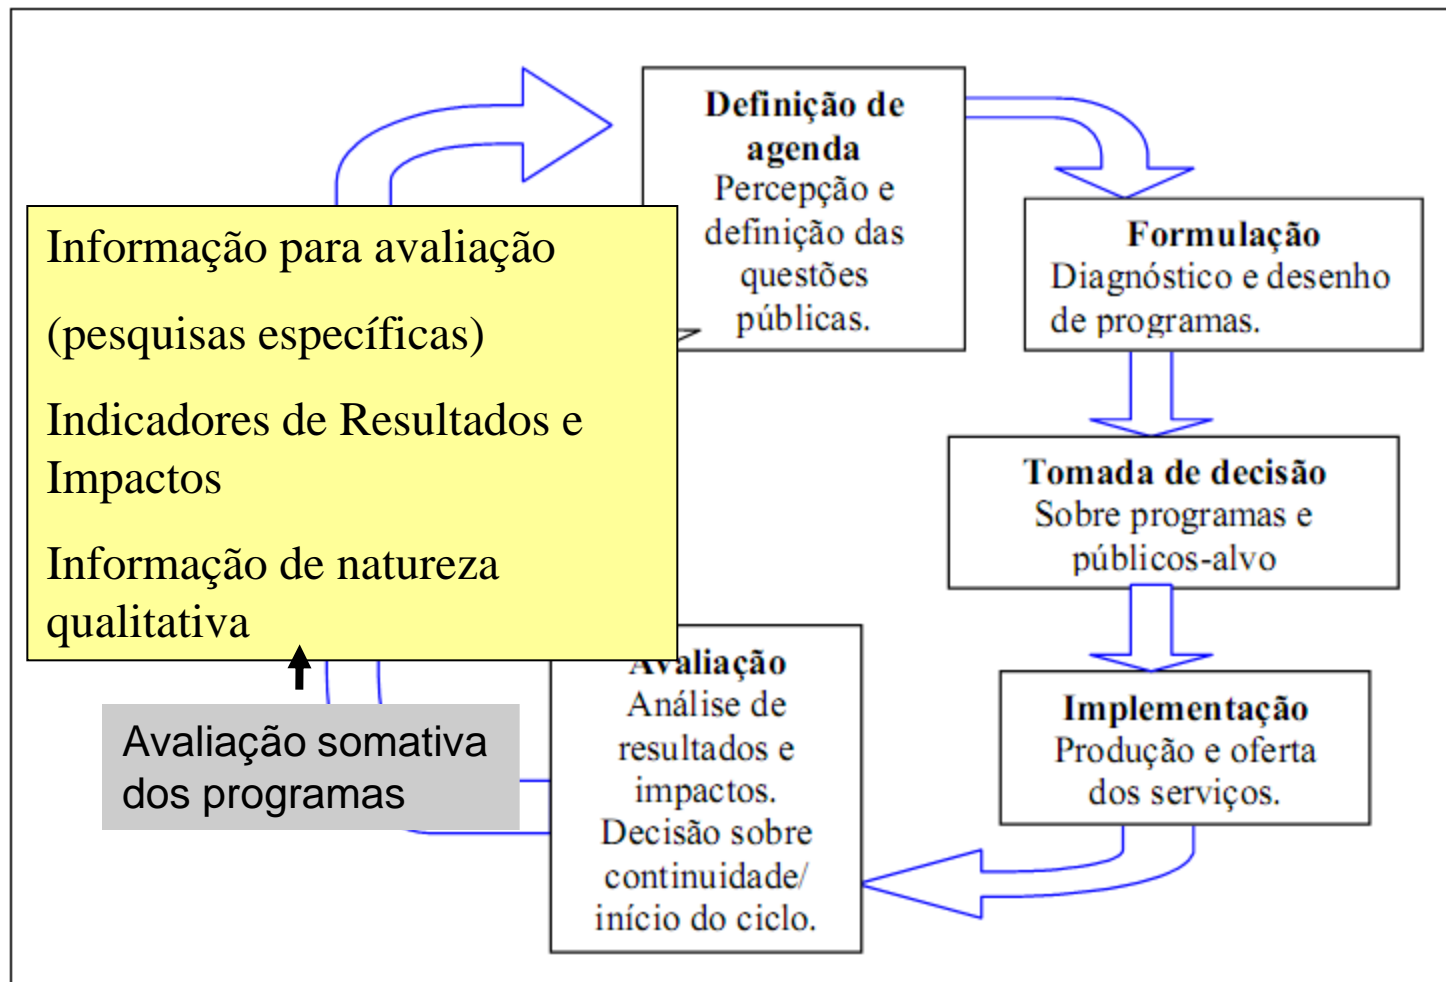 Definição de
agenda
Percepção e
definição das
questões
públicas.
Formulação
Diagnóstico e desenho
de programas.
Tomada de decisão
Sobre programas e
públicos-alvo
Implementação
Produção e oferta
dos serviços.
Avaliação
Análise de
resultados e
impactos.
Decisão sobre
continuidade/
início do ciclo.
Informação para avaliação
(pesquisas específicas)
Indicadores de Resultados e
Impactos
Informação de natureza
qualitativa
Avaliação somativa
dos programas